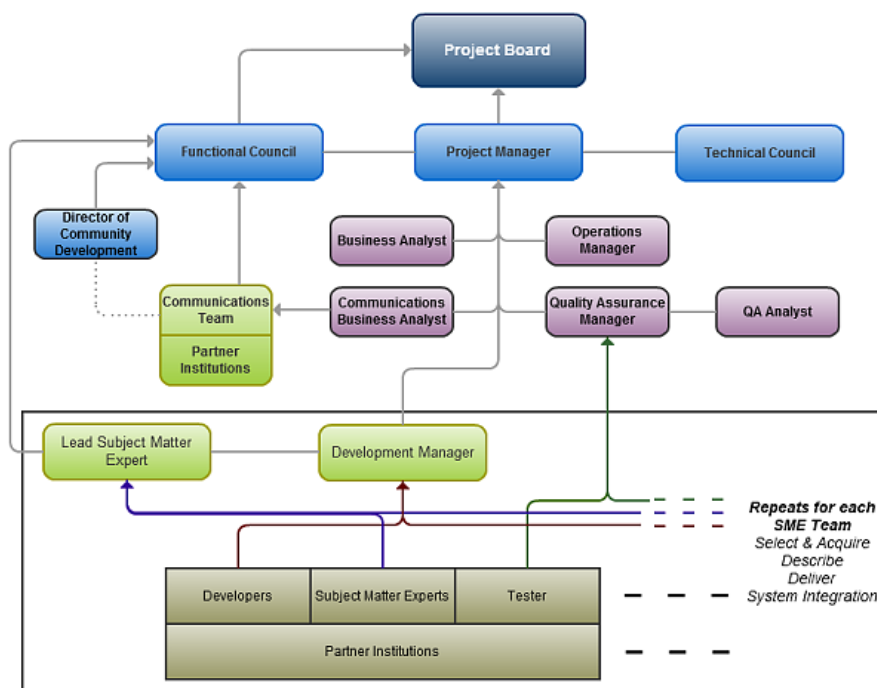 Project Board
Functional Council
Project Manager
Technical Council
Director of
Community
Development
Business Analyst
Operations
Manager
Communications
Team
Partner
Institutions
Communications
Business Analyst
Quality Assurance
Manager
QA Analyst
Lead Subject Matter
Expert
Development Manager
Repeats for each
SME Team
Select & Acquire
Describe
Deliver
System Integration
Developers
Subject Matter Experts
Tester
Partner Institutions